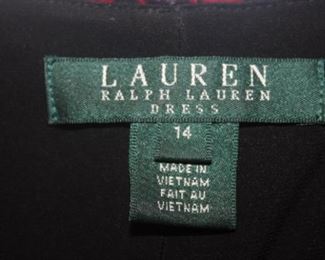 LAUREN
RALPH LAUREN
DRESS
14
MADE IN
VIETNAM
FAIT AU
VIETNAM